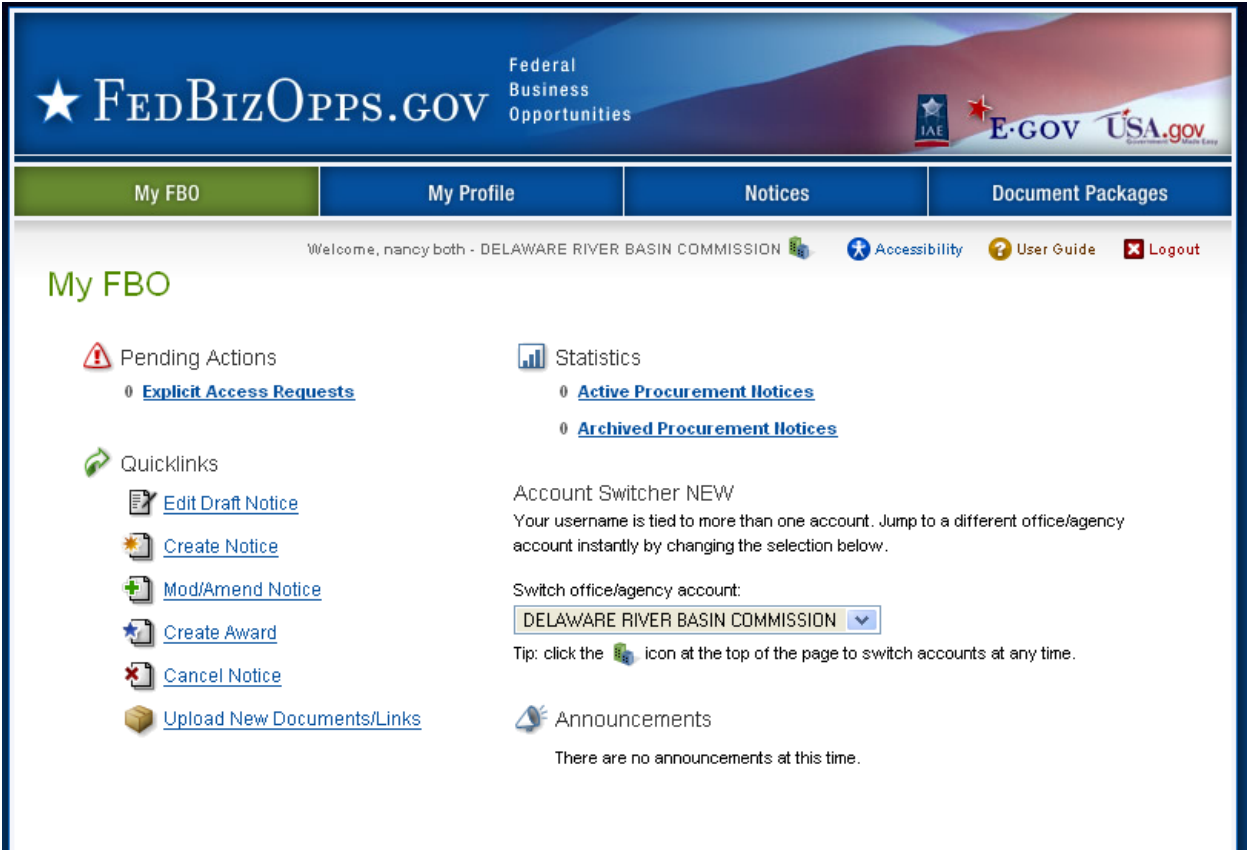 ★ FEDBIZOPPS.GOV
Federal
Business
Opportunities
IAE
E·GOV
USA.gov
Government Made Easy
My FBO
My Profile
Notices
Document Packages
Welcome, nancy both - DELAWARE RIVER BASIN COMMISSION
Accessibility
User Guide
Logout
My FBO
Pending Actions
0 Explicit Access Requests
Quicklinks
Edit Draft Notice
Create Notice
Mod/Amend Notice
Create Award
Cancel Notice
Upload New Documents/Links
Statistics
0 Active Procurement Notices
0 Archived Procurement Notices
Account Switcher NEW
Your username is tied to more than one account. Jump to a different office/agency
account instantly by changing the selection below.
Switch office/agency account:
DELAWARE RIVER BASIN COMMISSION
Tip: click the icon at the top of the page to switch accounts at any time.
Announcements
There are no announcements at this time.